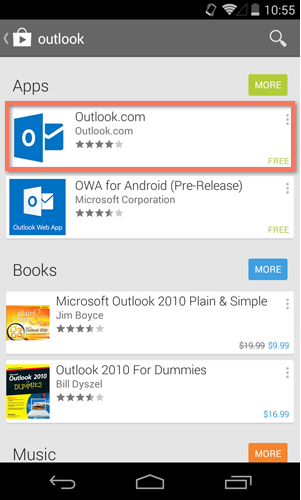 10:55
outlook
Apps
MORE
Outlook.com
Outlook.com
FREE
OWA for Android (Pre-Release)
Microsoft Corporation
Outlook Web App
FREE
Books
MORE
Microsoft Outlook 2010 Plain & Simple
Jim Boyce
$19.99 $9.99
Outlook 2010 For Dummies
Bill Dyszel
Outlook 2010
DUMMIES
$16.99
Music
MORE